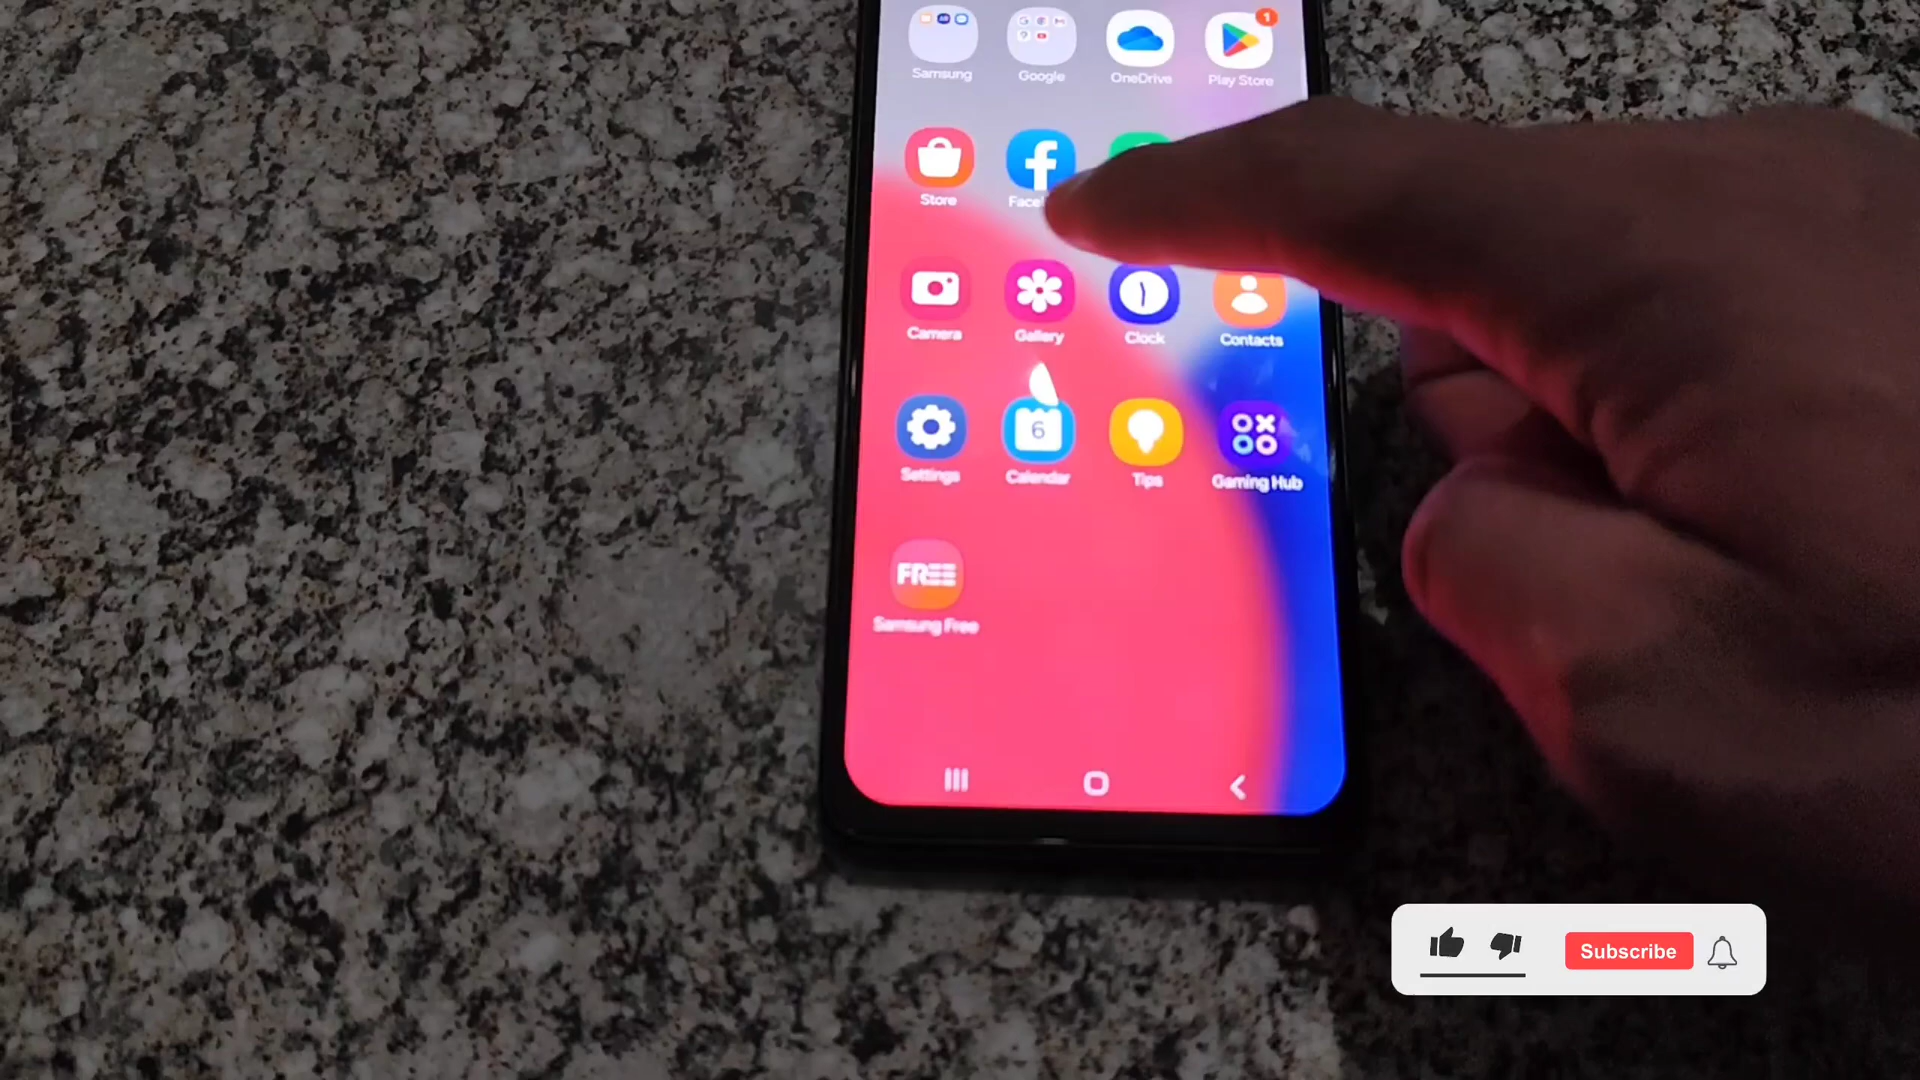 Samsung Google OneDrive Play Store
1
Store
Camera Gallery Clock Contacts
6
Settings Calendar Tips Gaming Hub
FREE
Samsung Free
Subscribe